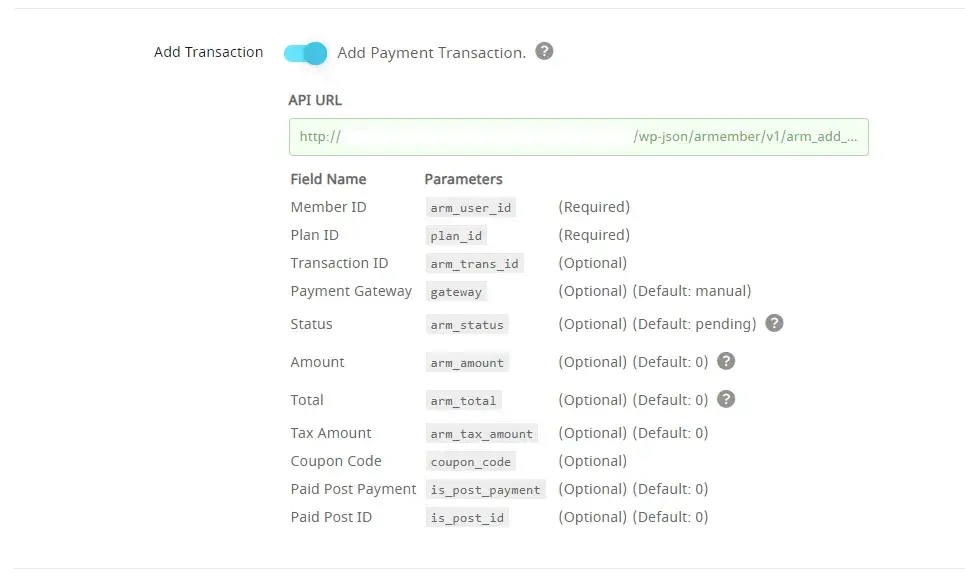 Add Transaction Add Payment Transaction. ?
API URL
http:// /wp-json/armember/v1/arm_add_...
Field Name Parameters
Member ID arm_user_id (Required)
Plan ID plan_id (Required)
Transaction ID arm_trans_id (Optional)
Payment Gateway gateway (Optional) (Default: manual)
Status arm_status (Optional) (Default: pending) ?
Amount arm_amount (Optional) (Default: 0) ?
Total arm_total (Optional) (Default: 0) ?
Tax Amount arm_tax_amount (Optional) (Default: 0)
Coupon Code coupon_code (Optional)
Paid Post Payment is_post_payment (Optional) (Default: 0)
Paid Post ID is_post_id (Optional) (Default: 0)